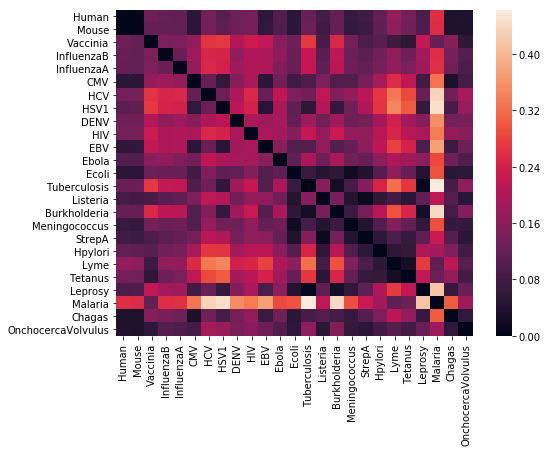 Human
Mouse
Vaccinia
InfluenzaB
InfluenzaA
CMV
HCV
HSV1
DENV
HIV
EBV
Ebola
Ecoli
Tuberculosis
Listeria
Burkholderia
Meningococcus
StrepA
Hpylori
Lyme
Tetanus
Leprosy
Malaria
Chagas
OnchocercaVolvulus
Human
Mouse
Vaccinia
InfluenzaB
InfluenzaA
CMV
HCV
HSV1
DENV
HIV
EBV
Ebola
Ecoli
Tuberculosis
Listeria
Burkholderia
Meningococcus
StrepA
Hpylori
Lyme
Tetanus
Leprosy
Malaria
Chagas
OnchocercaVolvulus
0.40
0.32
0.24
0.16
0.08
0.00